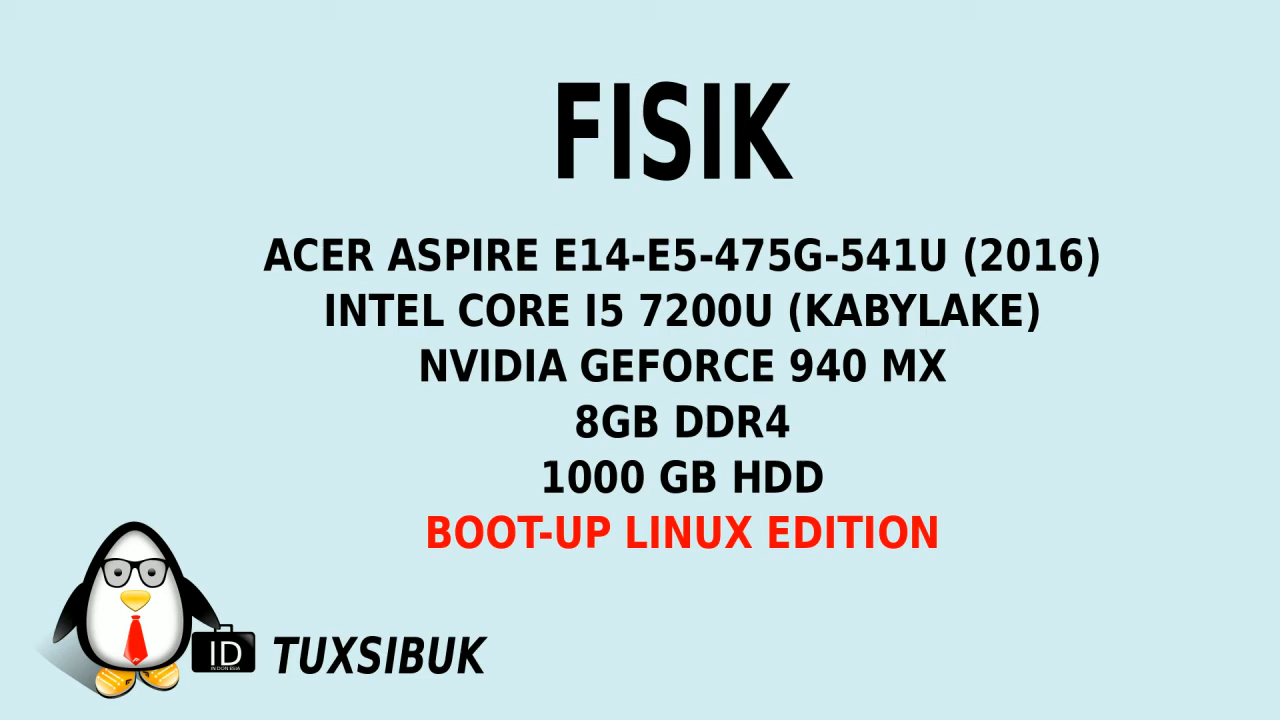 FISIK
ACER ASPIRE E14-E5-475G-541U (2016)
INTEL CORE I5 7200U (KABYLAKE)
NVIDIA GEFORCE 940 MX
8GB DDR4
1000 GB HDD
BOOT-UP LINUX EDITION
ID
INDONESIA
TUXSIBUK